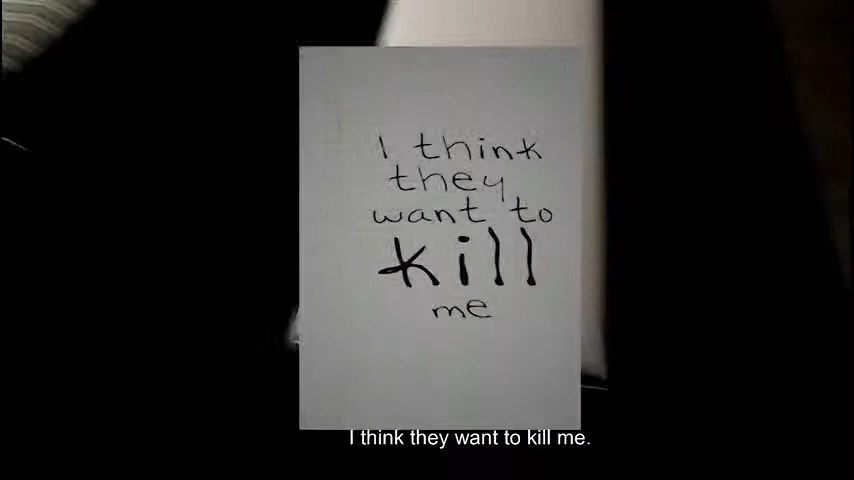 I think
they
want to
kill
me
I think they want to kill me.